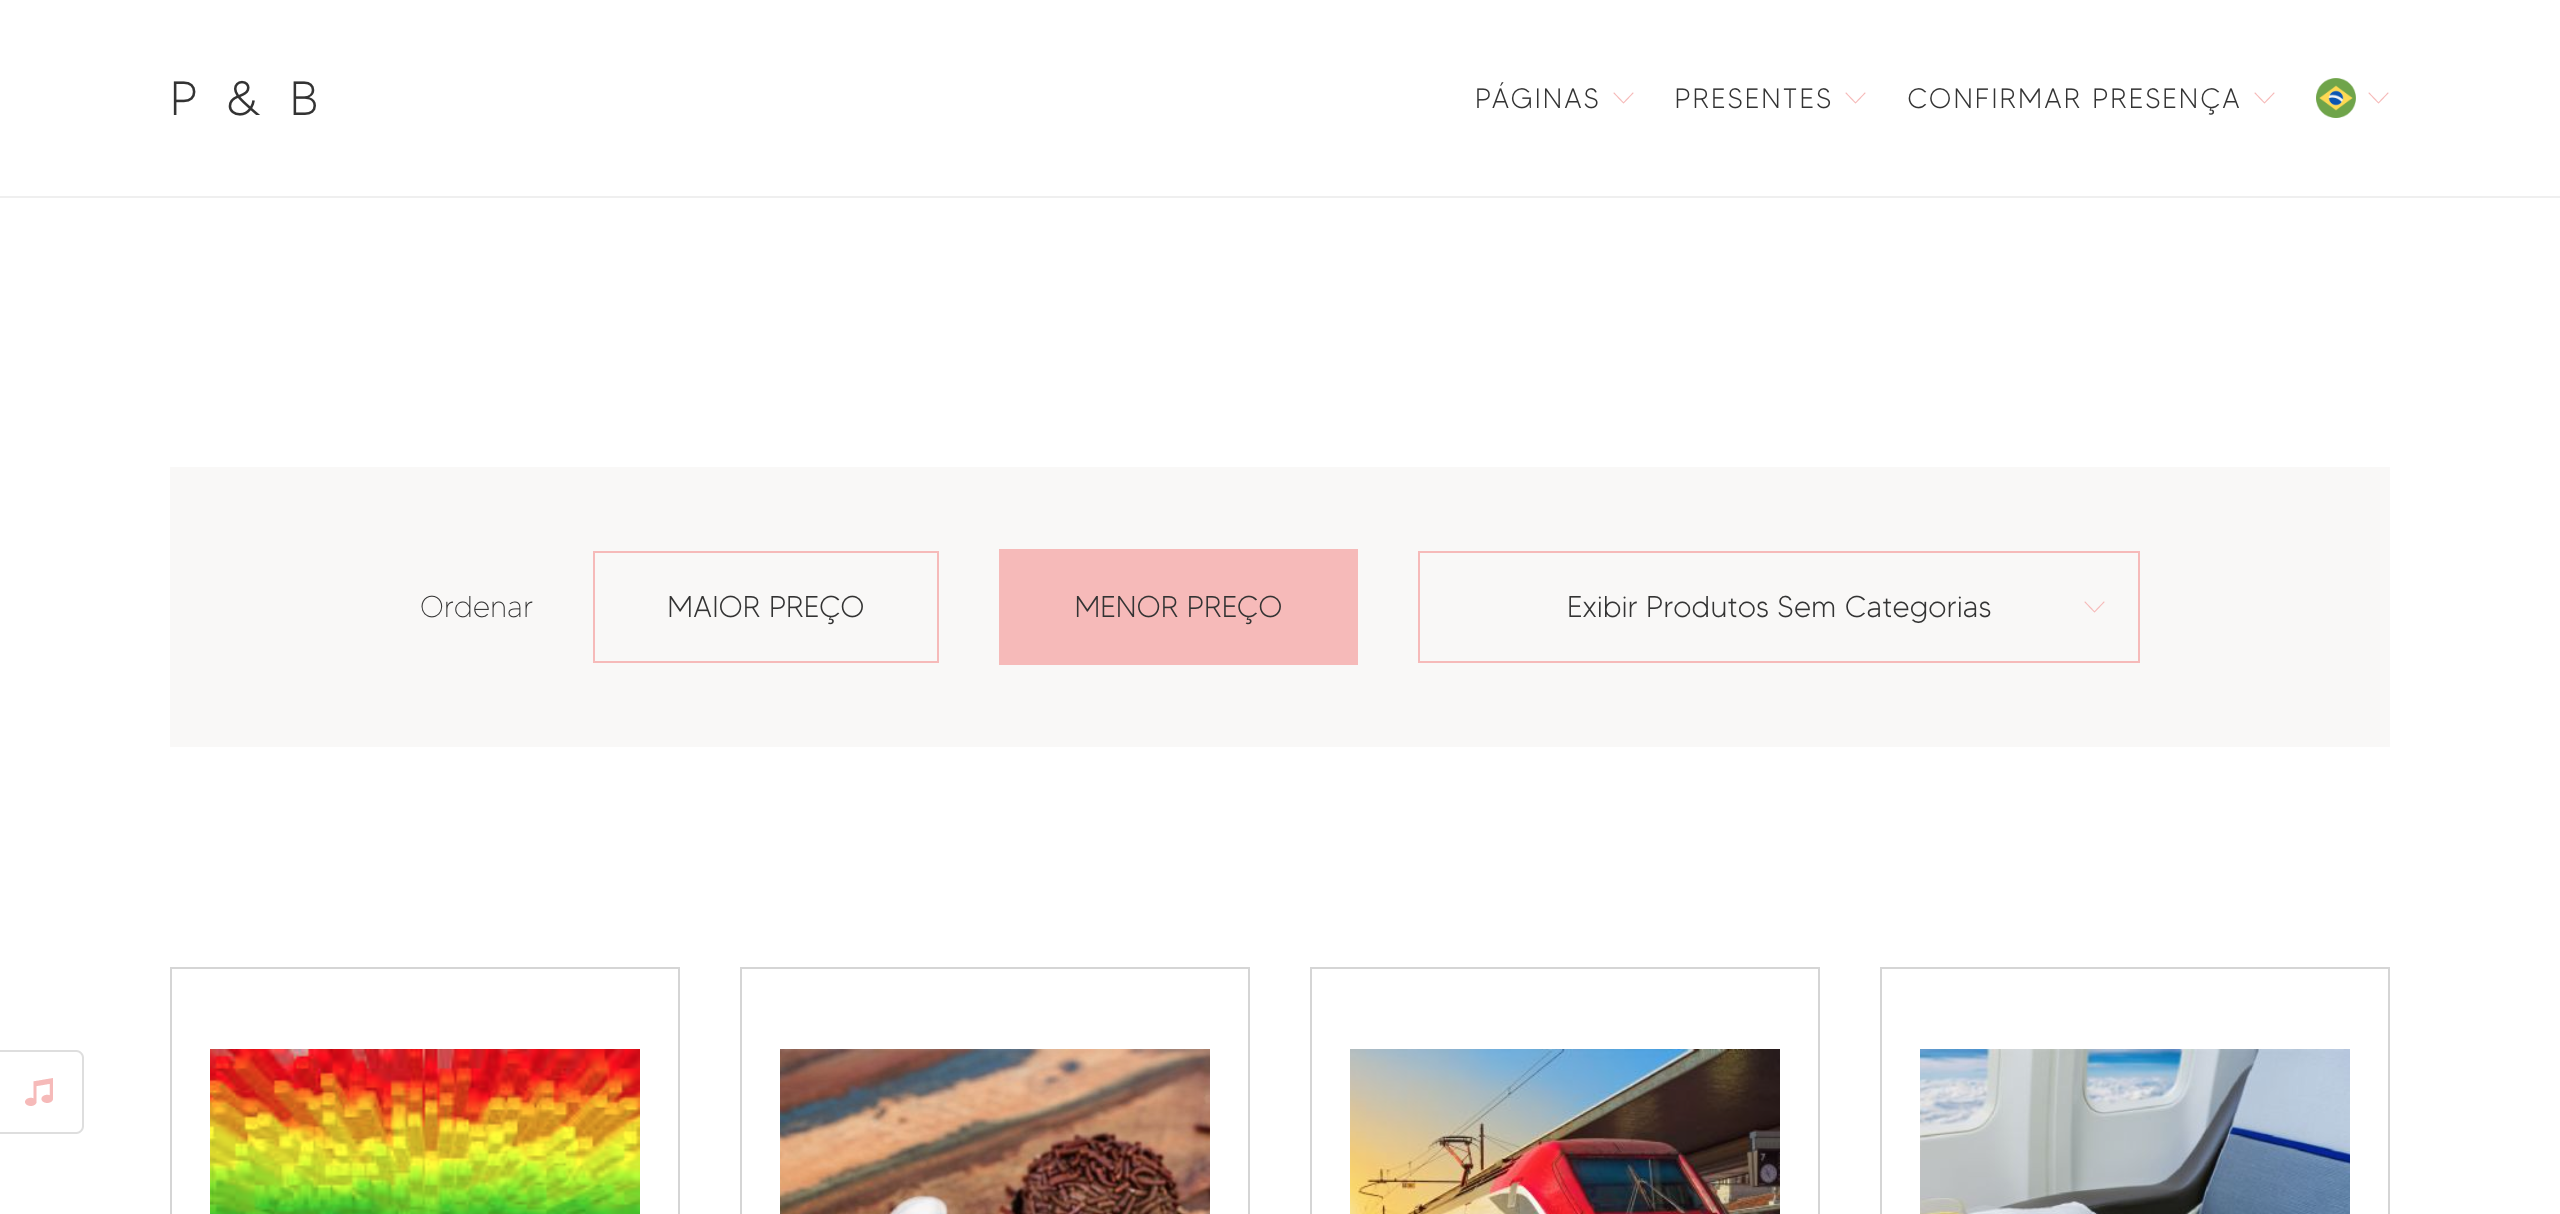 P & B
PÁGINAS
PRESENTES
CONFIRMAR PRESENÇA
Ordenar
MAIOR PREÇO
MENOR PREÇO
Exibir Produtos Sem Categorias